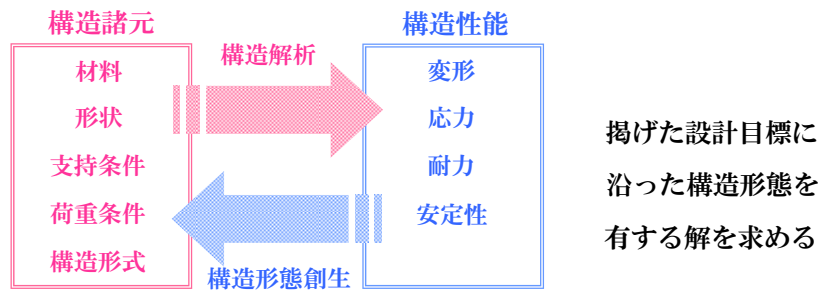 構造諸元
材料
形状
支持条件
荷重条件
構造形式
構造解析
構造形態創生
構造性能
変形
応力
耐力
安定性
掲げた設計目標に
沿った構造形態を
有する解を求める